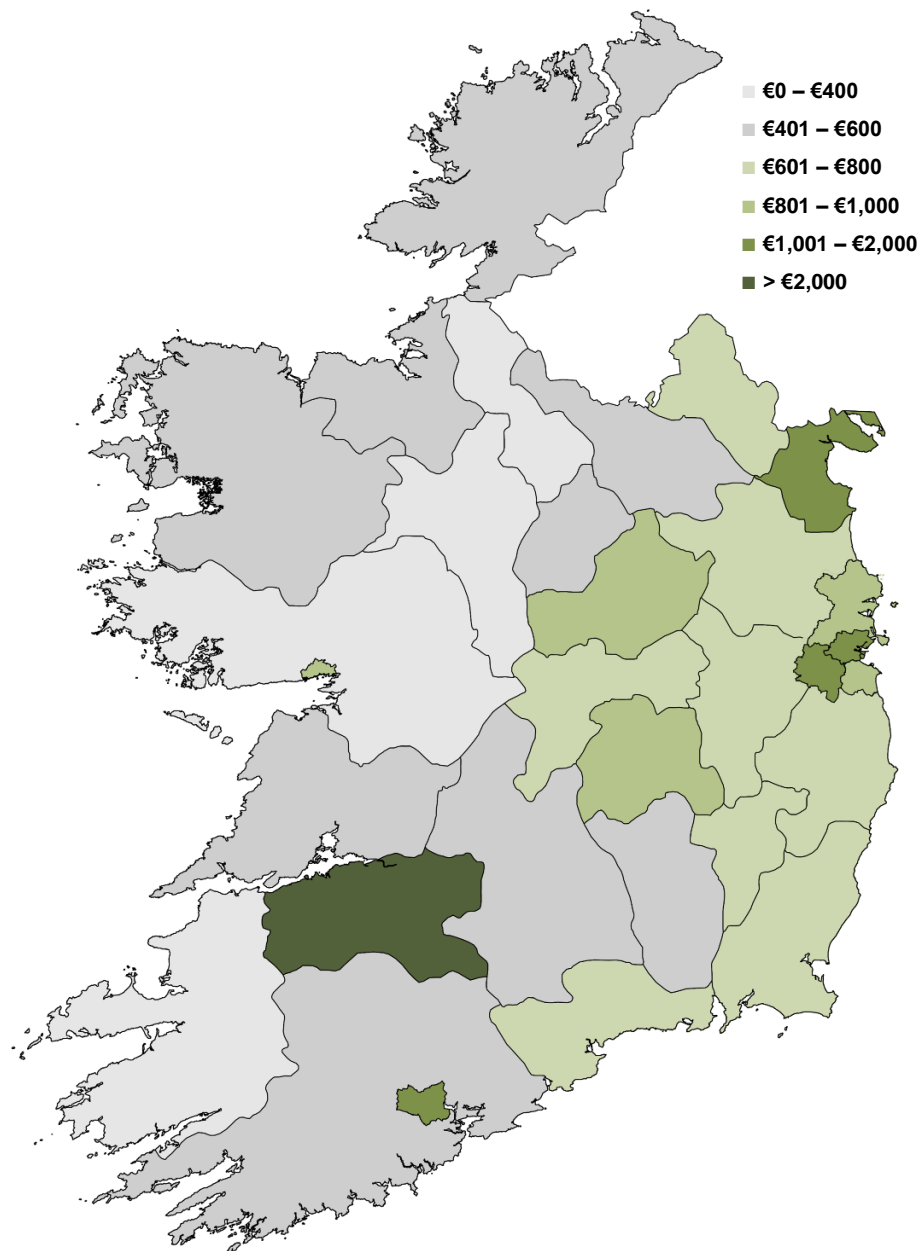 €0 – €400
€401 – €600
€601 – €800
€801 – €1,000
€1,001 – €2,000
> €2,000